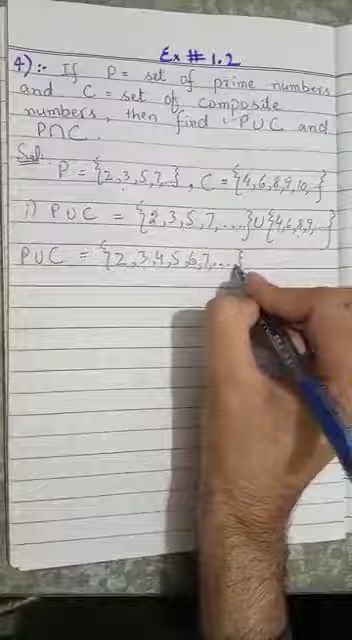 Ex # 1.2
4):- If P = set of prime numbers
and C = set of composite
numbers, then find P∪C and
P∩C.
Sol:
P = {2,3,5,7, }, C = {4,6,8,9,10, }
i) P∪C = {2,3,5,7,....}∪{4,6,8,9, }
P∪C = {2,3,4,5,6,7,....}